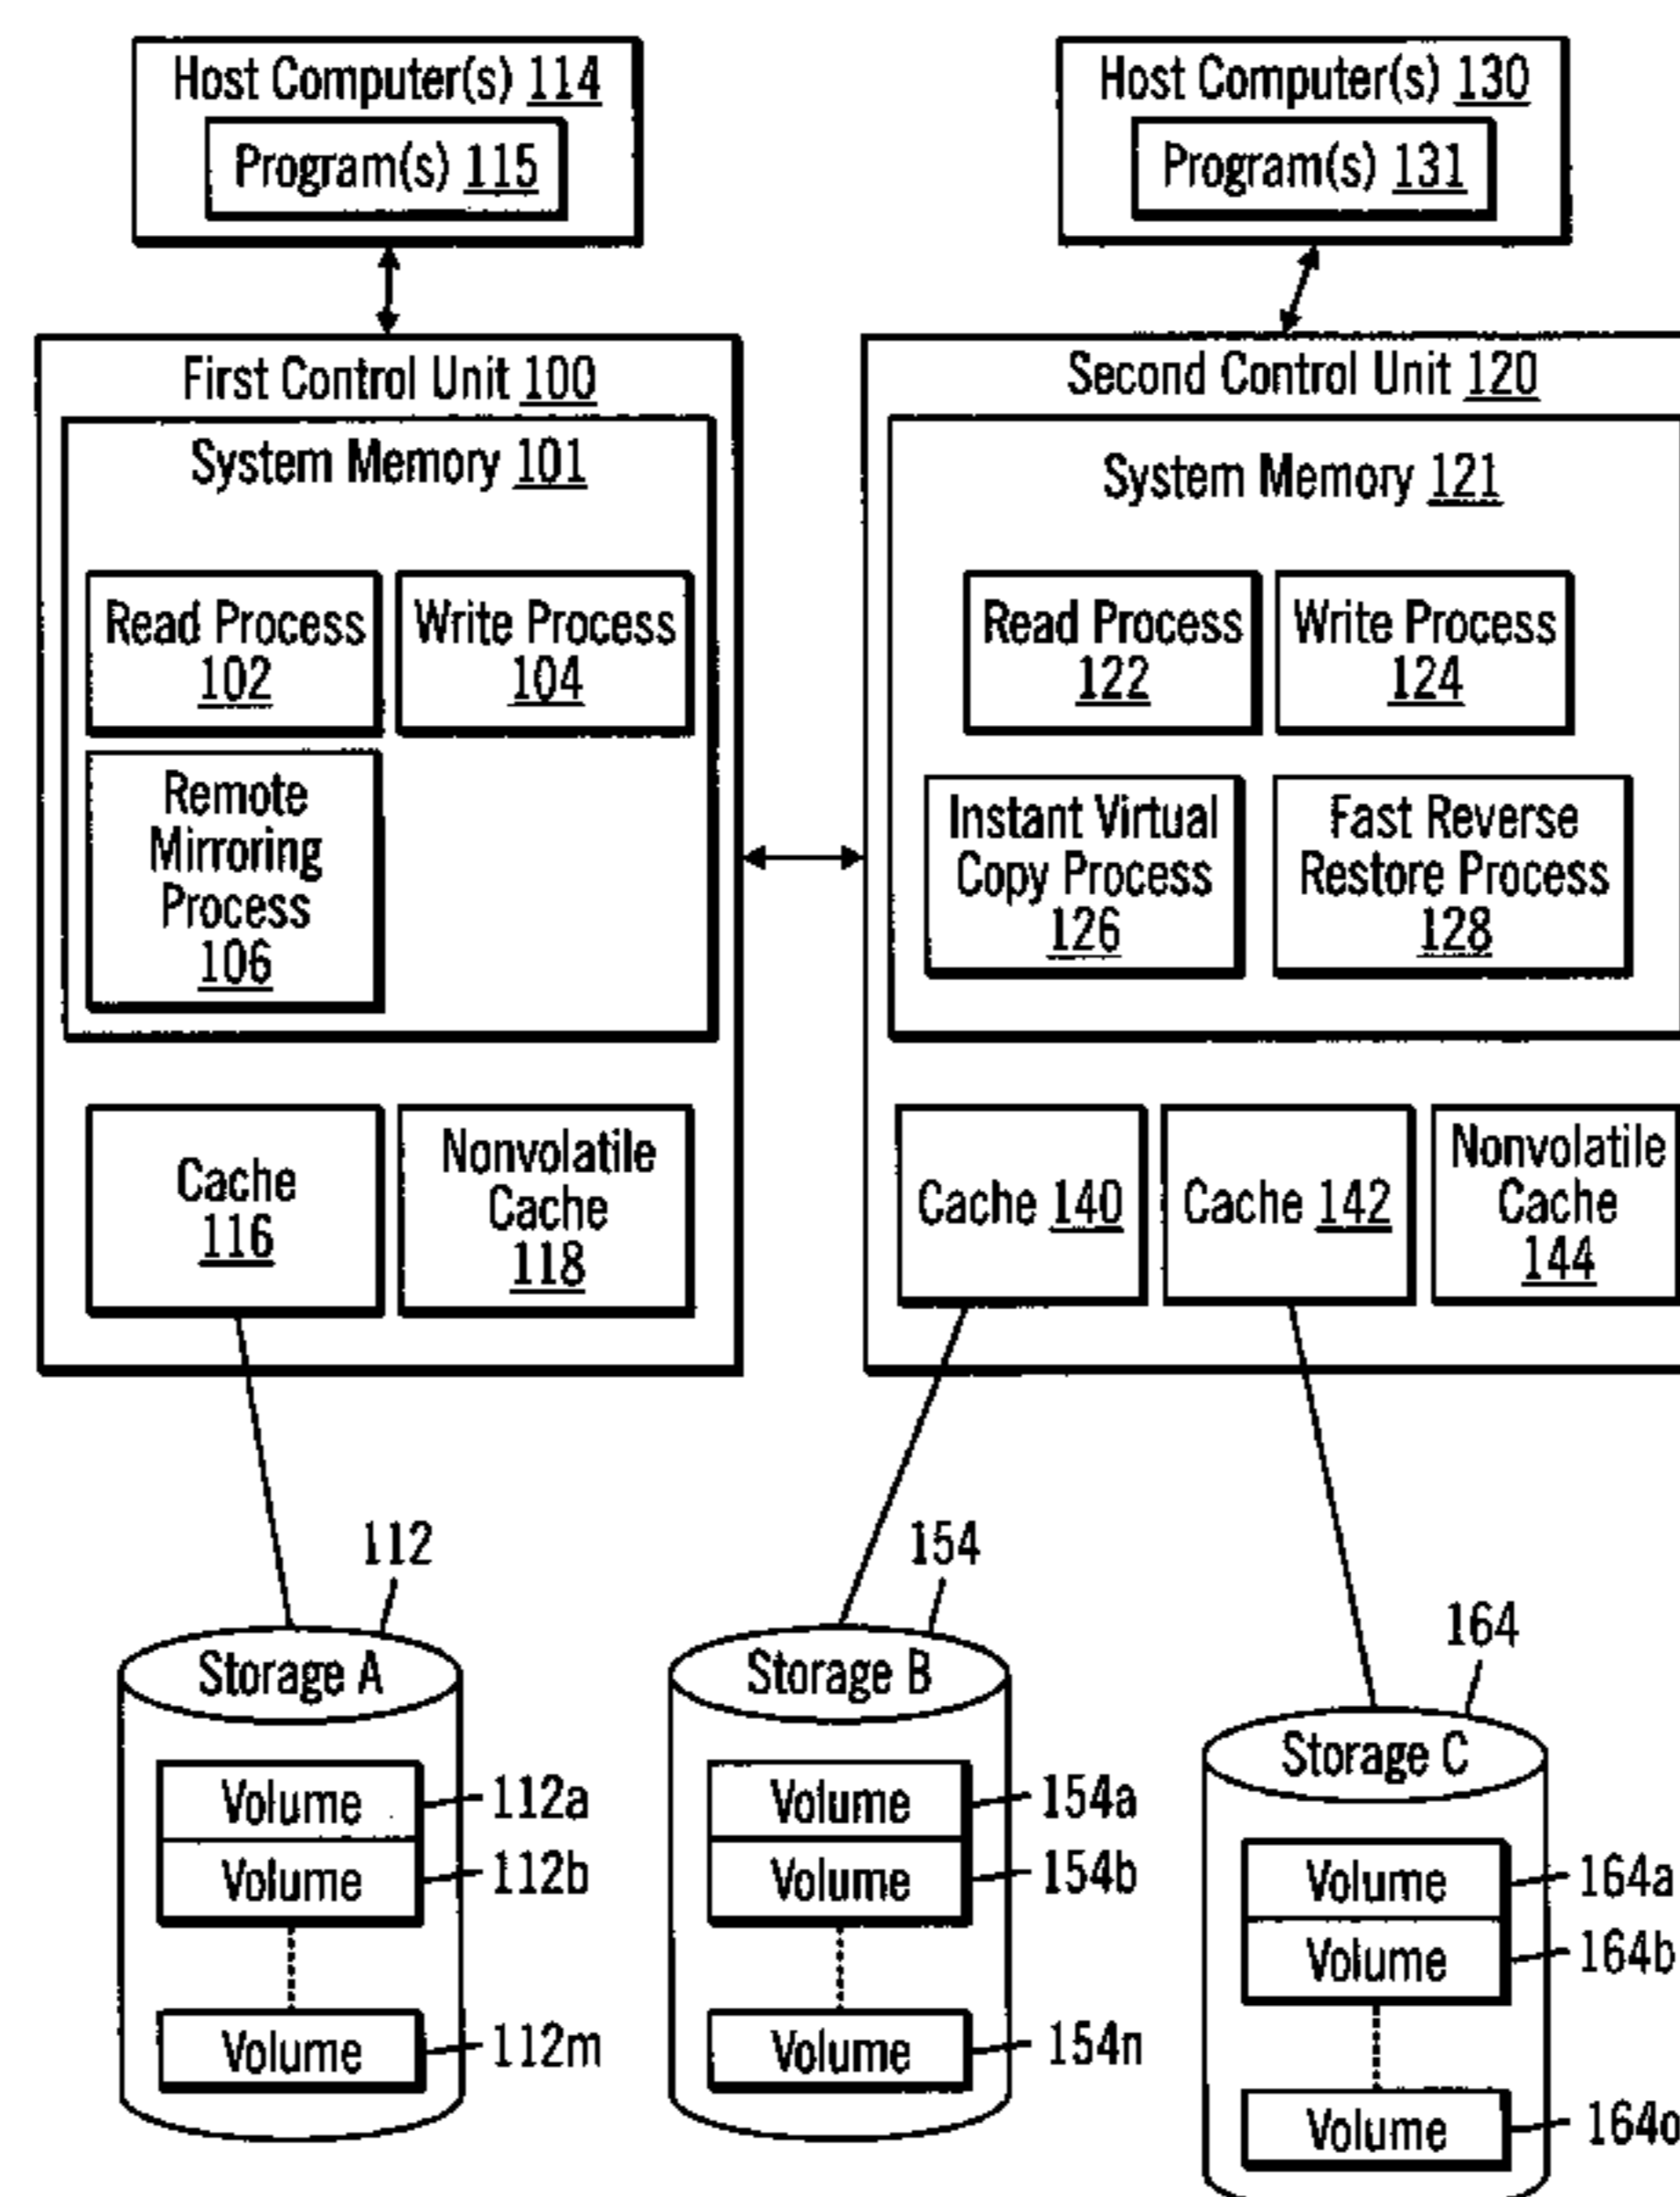 Host Computer(s) 114
Program(s) 115
Host Computer(s) 130
Program(s) 131
First Control Unit 100
System Memory 101
Read Process
102
Write Process
104
Remote
Mirroring
Process
106
Cache
116
Nonvolatile
Cache
118
Second Control Unit 120
System Memory 121
Read Process
122
Write Process
124
Instant Virtual
Copy Process
126
Fast Reverse
Restore Process
128
Cache 140
Cache 142
Nonvolatile
Cache
144
112
Storage A
Volume 112a
Volume 112b
Volume 112m
154
Storage B
Volume 154a
Volume 154b
Volume 154n
164
Storage C
Volume 164a
Volume 164b
Volume 164o